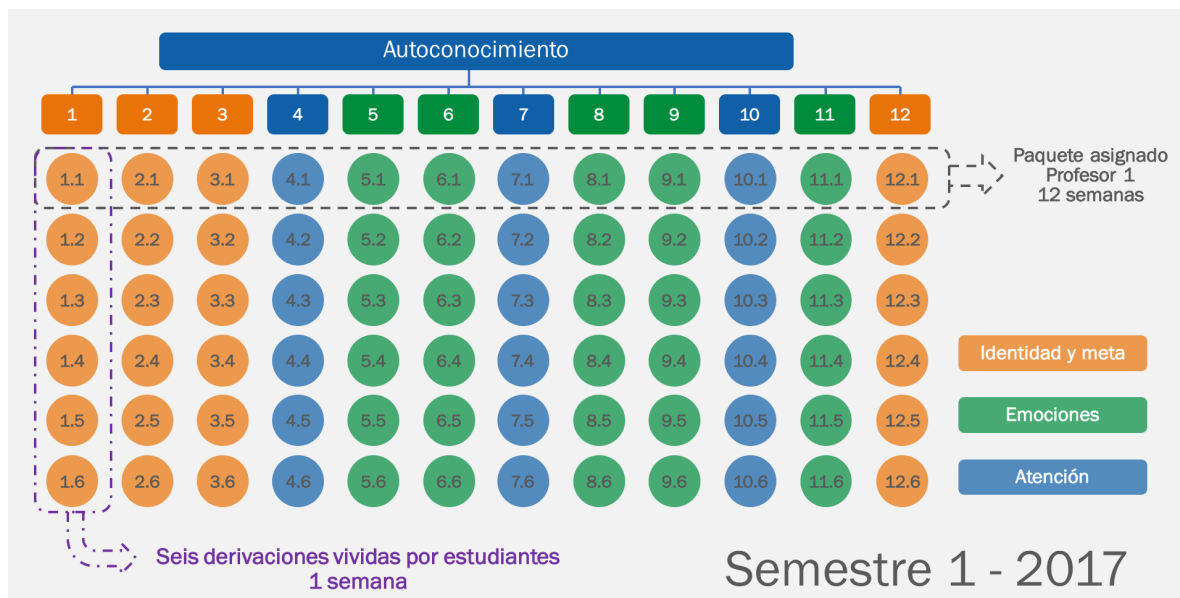 Autoconocimiento
1 2 3 4 5 6 7 8 9 10 11 12
1.1 2.1 3.1 4.1 5.1 6.1 7.1 8.1 9.1 10.1 11.1 12.1
Paquete asignado
Profesor 1
12 semanas
1.2 2.2 3.2 4.2 5.2 6.2 7.2 8.2 9.2 10.2 11.2 12.2
1.3 2.3 3.3 4.3 5.3 6.3 7.3 8.3 9.3 10.3 11.3 12.3
1.4 2.4 3.4 4.4 5.4 6.4 7.4 8.4 9.4 10.4 11.4 12.4
Identidad y meta
1.5 2.5 3.5 4.5 5.5 6.5 7.5 8.5 9.5 10.5 11.5 12.5
Emociones
1.6 2.6 3.6 4.6 5.6 6.6 7.6 8.6 9.6 10.6 11.6 12.6
Atención
Seis derivaciones vividas por estudiantes
1 semana
Semestre 1 - 2017